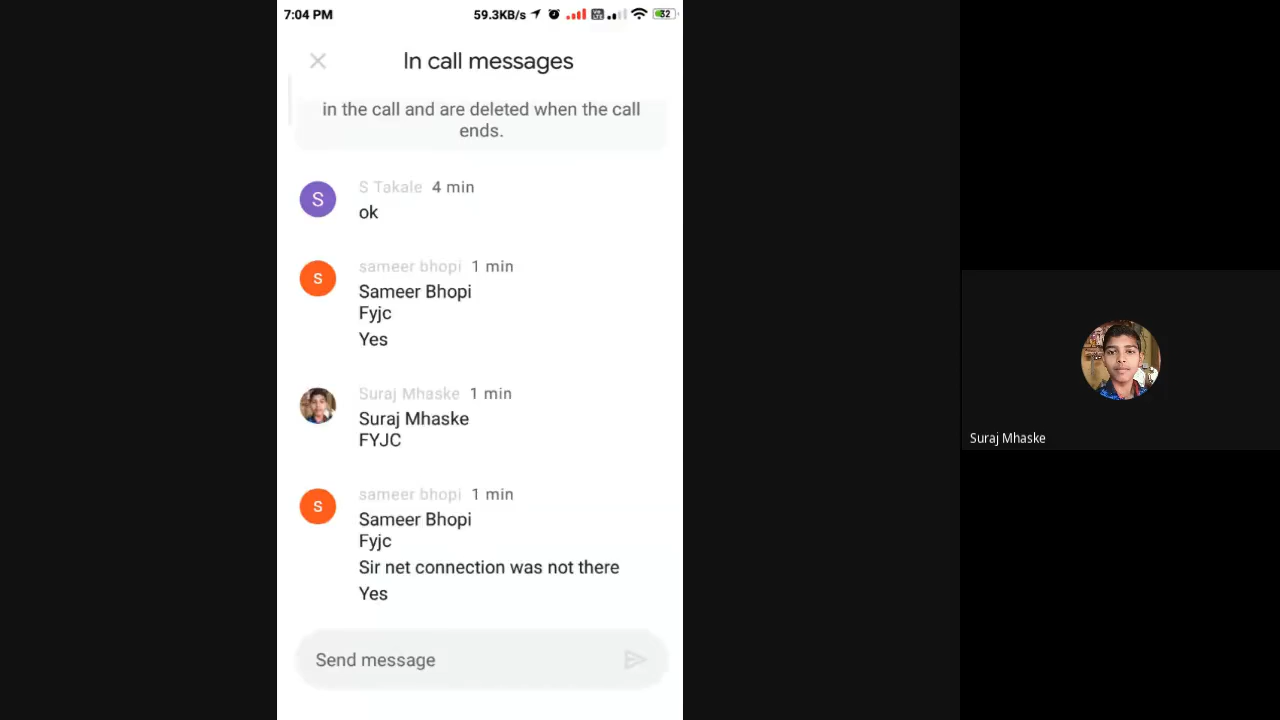 7:04 PM 59.3KB/s 32
In call messages
in the call and are deleted when the call
ends.
S
S Takale 4 min
ok
S
sameer bhopi 1 min
Sameer Bhopi
Fyjc
Yes
Suraj Mhaske 1 min
Suraj Mhaske
FYJC
S
sameer bhopi 1 min
Sameer Bhopi
Fyjc
Sir net connection was not there
Yes
Send message
Suraj Mhaske